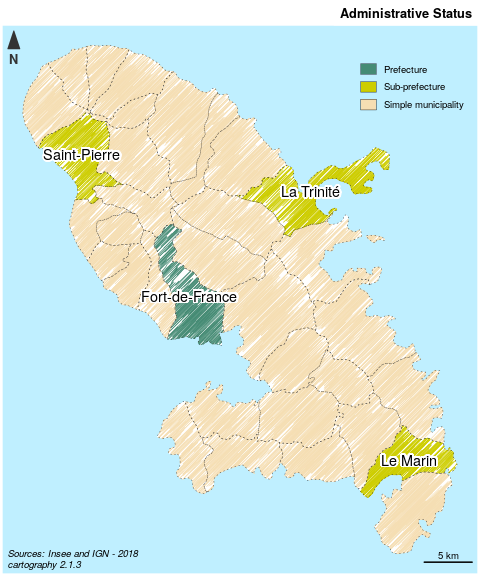 Administrative Status
N
Prefecture
Sub-prefecture
Simple municipality
Saint-Pierre
La Trinité
Fort-de-France
Le Marin
Sources: Insee and IGN - 2018
cartography 2.1.3
5 km